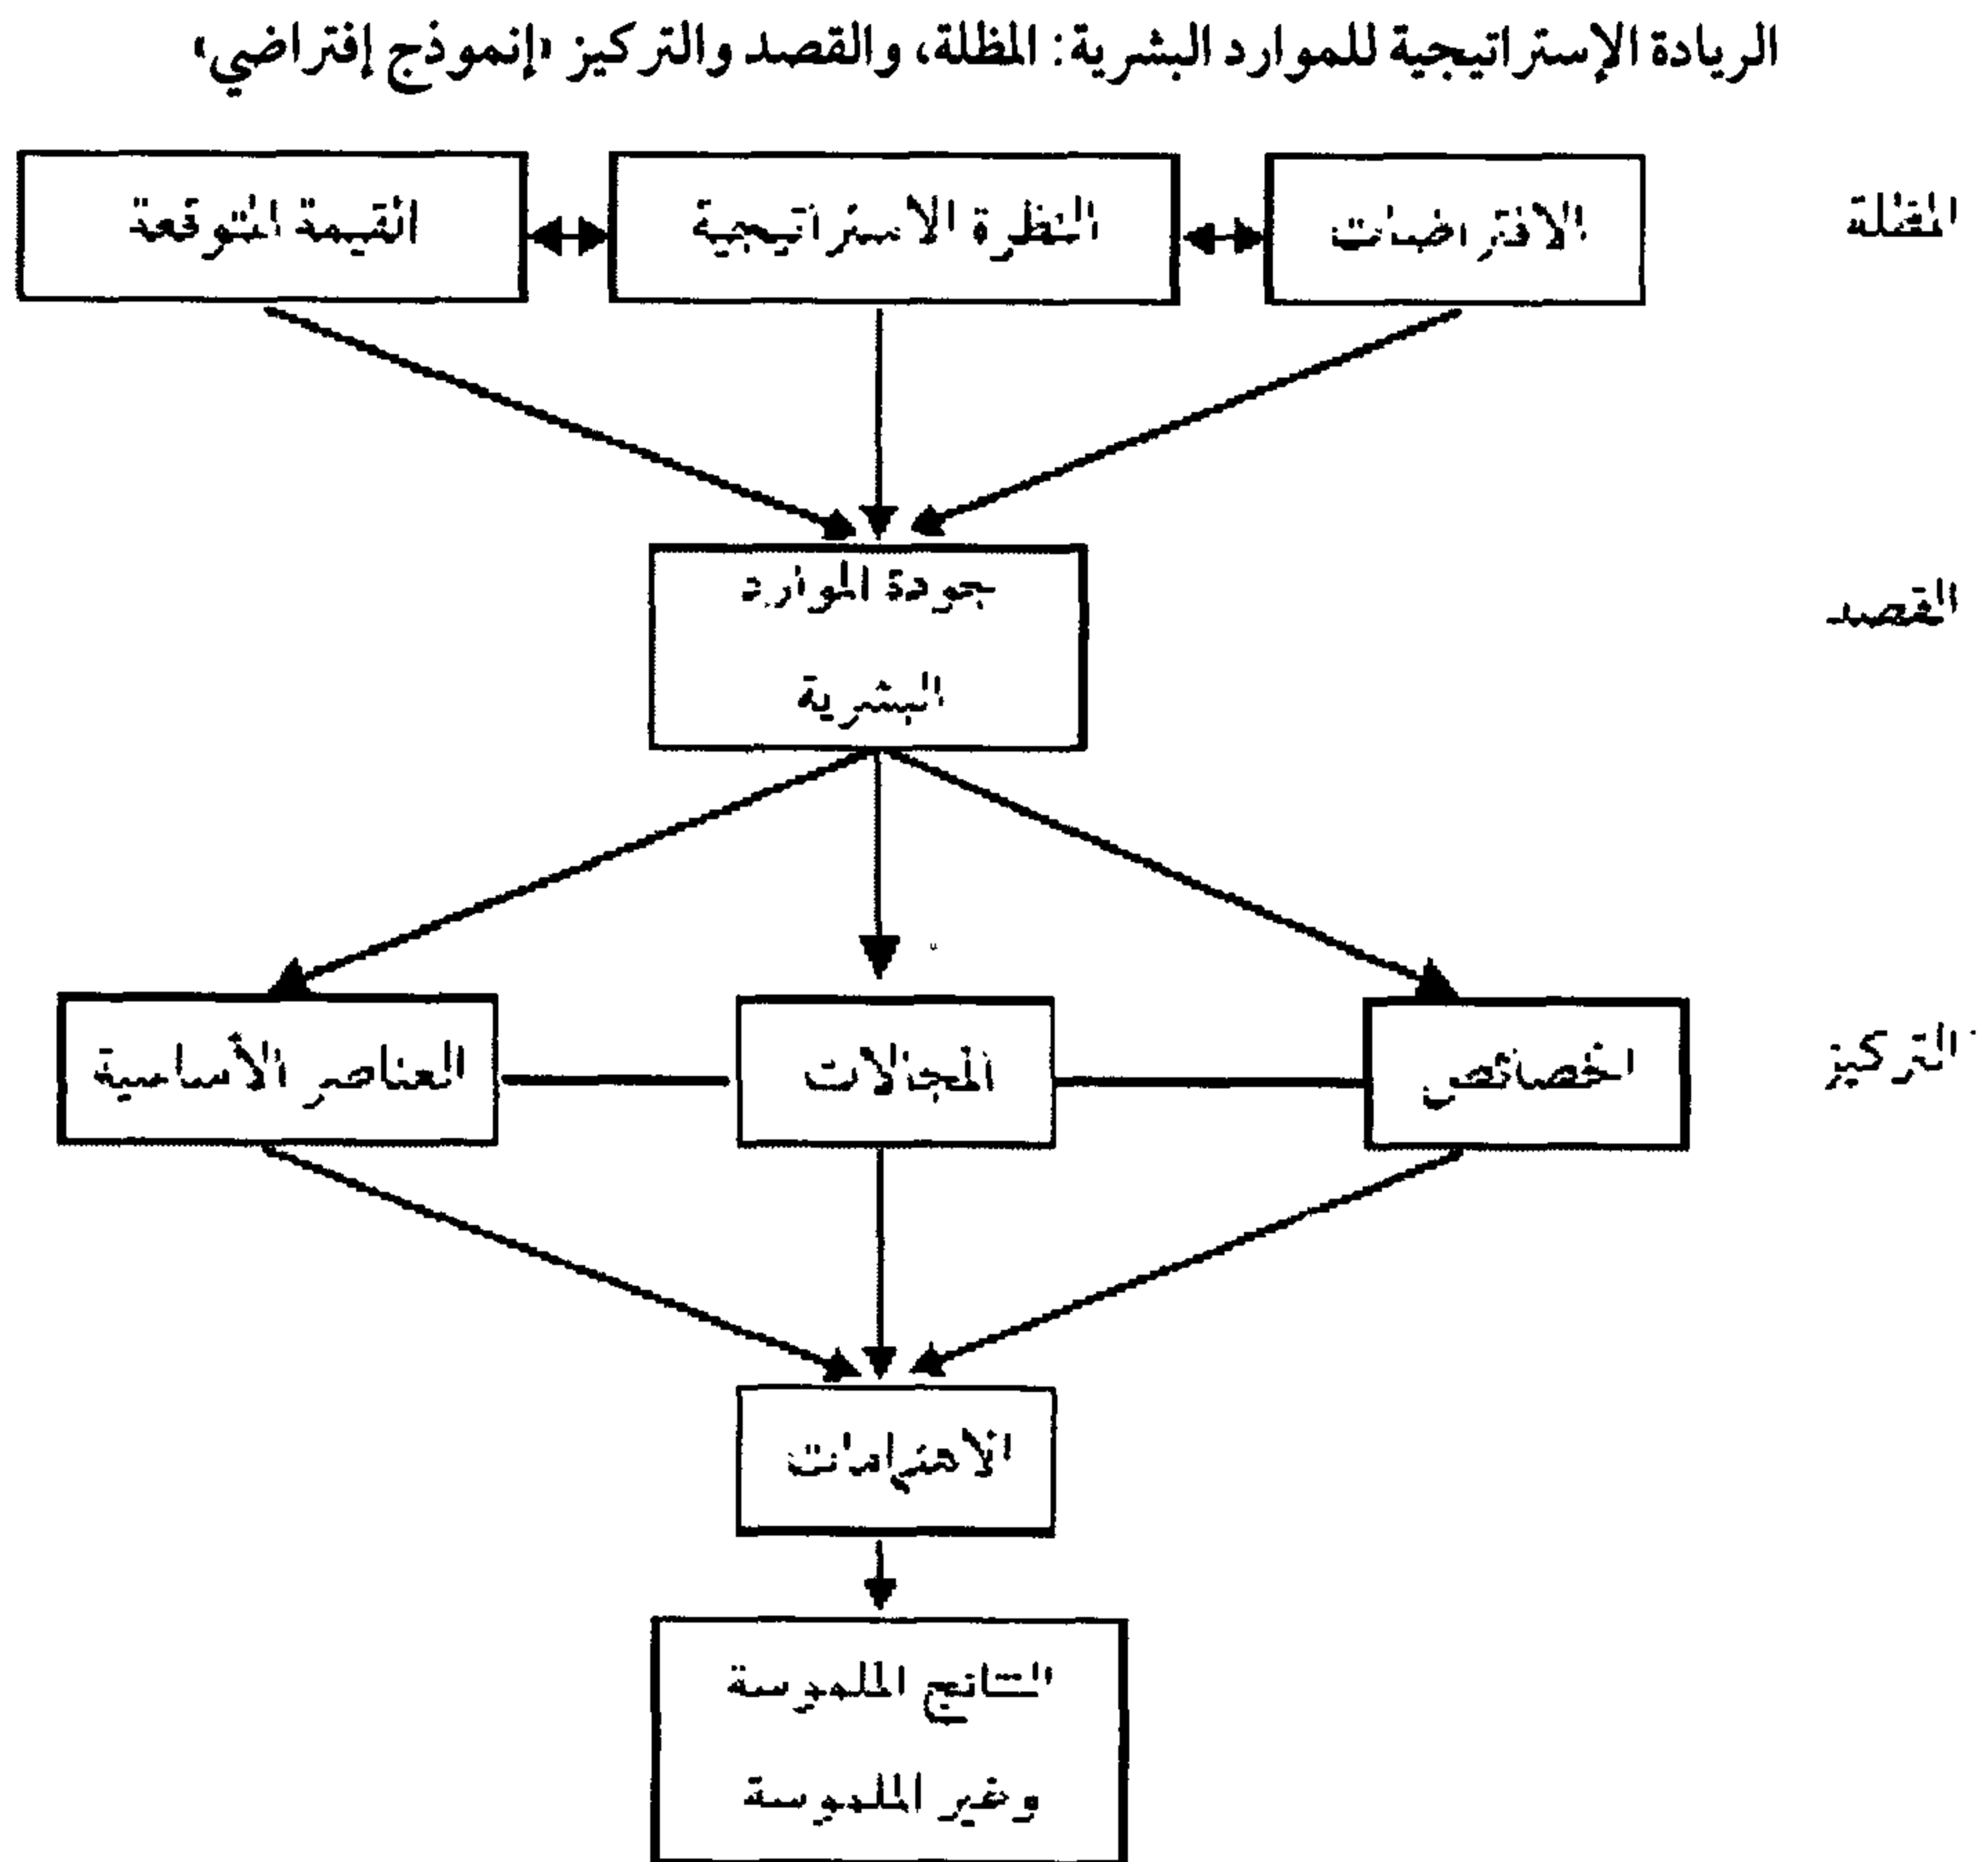 الريادة الإستراتيجية للموارد البشرية: المظلة، والقصد والتركيز «إنموذج إفتراضي»
المظلة
الافتراضات
النظرة الاستراتيجية
القيمة المتوقعة
القصد
جودة الموارد
البشرية
التركيز
الخصائص
المجالات
العناصر الأساسية
الاهتمامات
النتائج الملموسة
وغير الملموسة